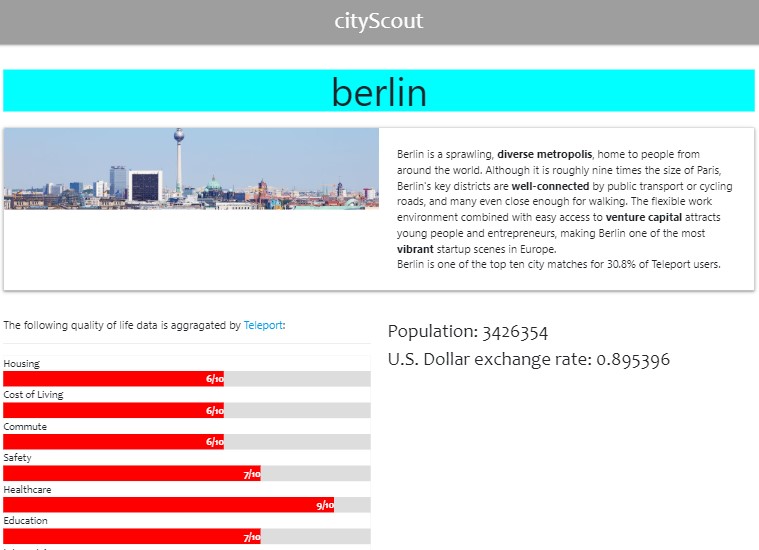 cityScout
berlin
Berlin is a sprawling, diverse metropolis, home to people from
around the world. Although it is roughly nine times the size of Paris,
Berlin's key districts are well-connected by public transport or cycling
roads, and many even close enough for walking. The flexible work
environment combined with easy access to venture capital attracts
young people and entrepreneurs, making Berlin one of the most
vibrant startup scenes in Europe.
Berlin is one of the top ten city matches for 30.8% of Teleport users.
The following quality of life data is aggragated by Teleport:
Housing
6/10
Cost of Living
6/10
Commute
6/10
Safety
7/10
Healthcare
9/10
Education
7/10
Population: 3426354
U.S. Dollar exchange rate: 0.895396